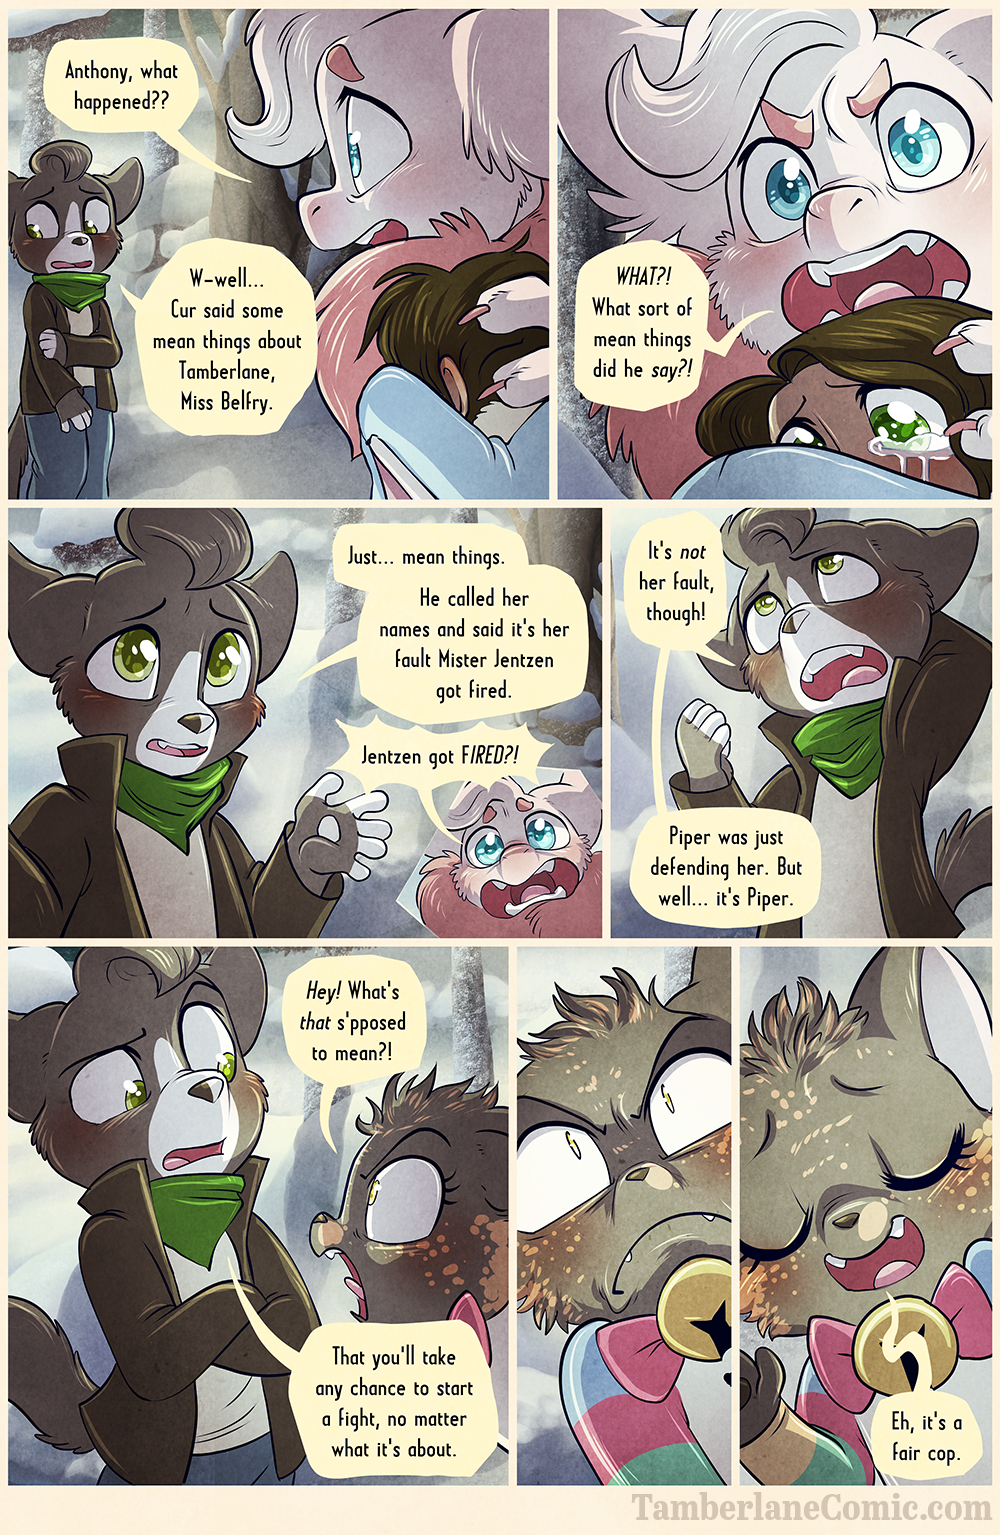 Anthony, what
happened??
W-well...
Cur said some
mean things about
Tamberlane,
Miss Belfry.
WHAT?!
What sort of
mean things
did he say?!
Just... mean things.
He called her
names and said it's her
fault Mister Jentzen
got fired.
Jentzen got FIRED?!
It's not
her fault,
though!
Piper was just
defending her. But
well... it's Piper.
Hey! What's
that s'pposed
to mean?!
That you'll take
any chance to start
a fight, no matter
what it's about.
Eh, it's a
fair cop.
TamberlaneComic.com